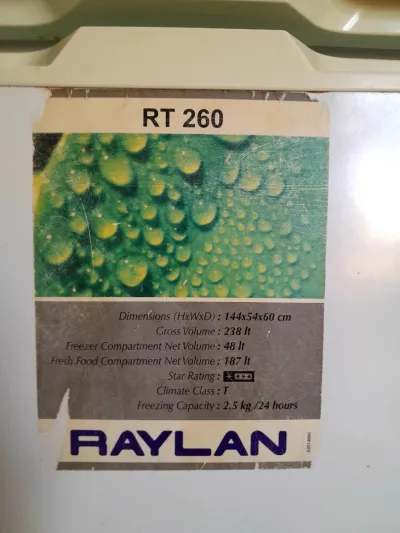 RT 260
Dimensions (HxWxD) : 144x54x60 cm
Gross Volume : 238 lt
Freezer Compartment Net Volume : 48 lt
Fresh Food Compartment Net Volume : 187 lt
Star Rating :
Climate Class : T
Freezing Capacity : 2.5 kg /24 hours
RAYLAN